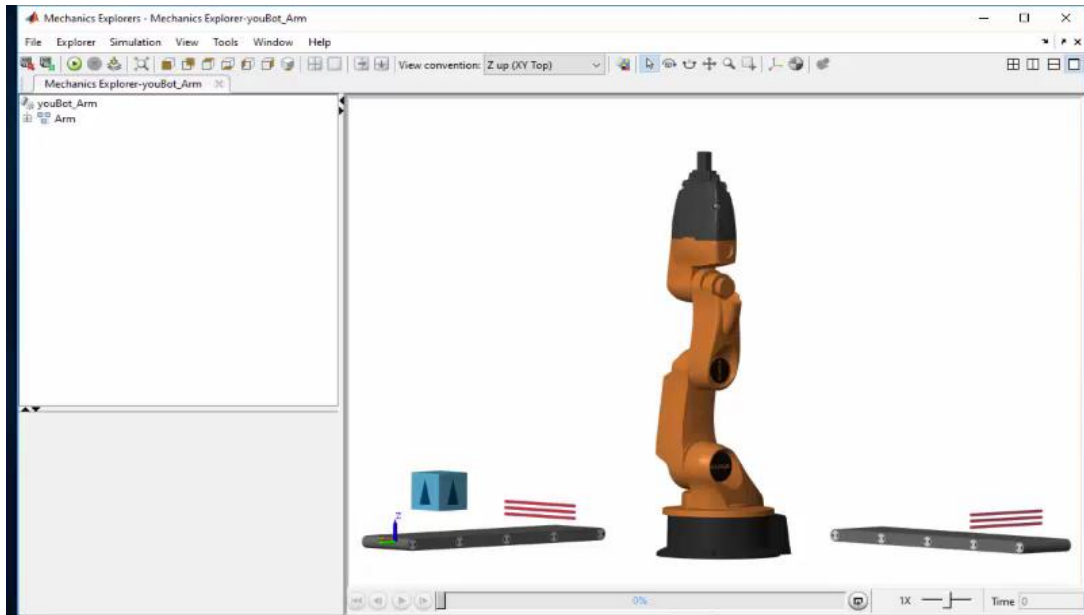 Mechanics Explorers - Mechanics Explorer-youBot_Arm
File Explorer Simulation View Tools Window Help
View convention: Z up (XY Top)
Mechanics Explorer-youBot_Arm
youBot_Arm
Arm
0%
1X
Time 0